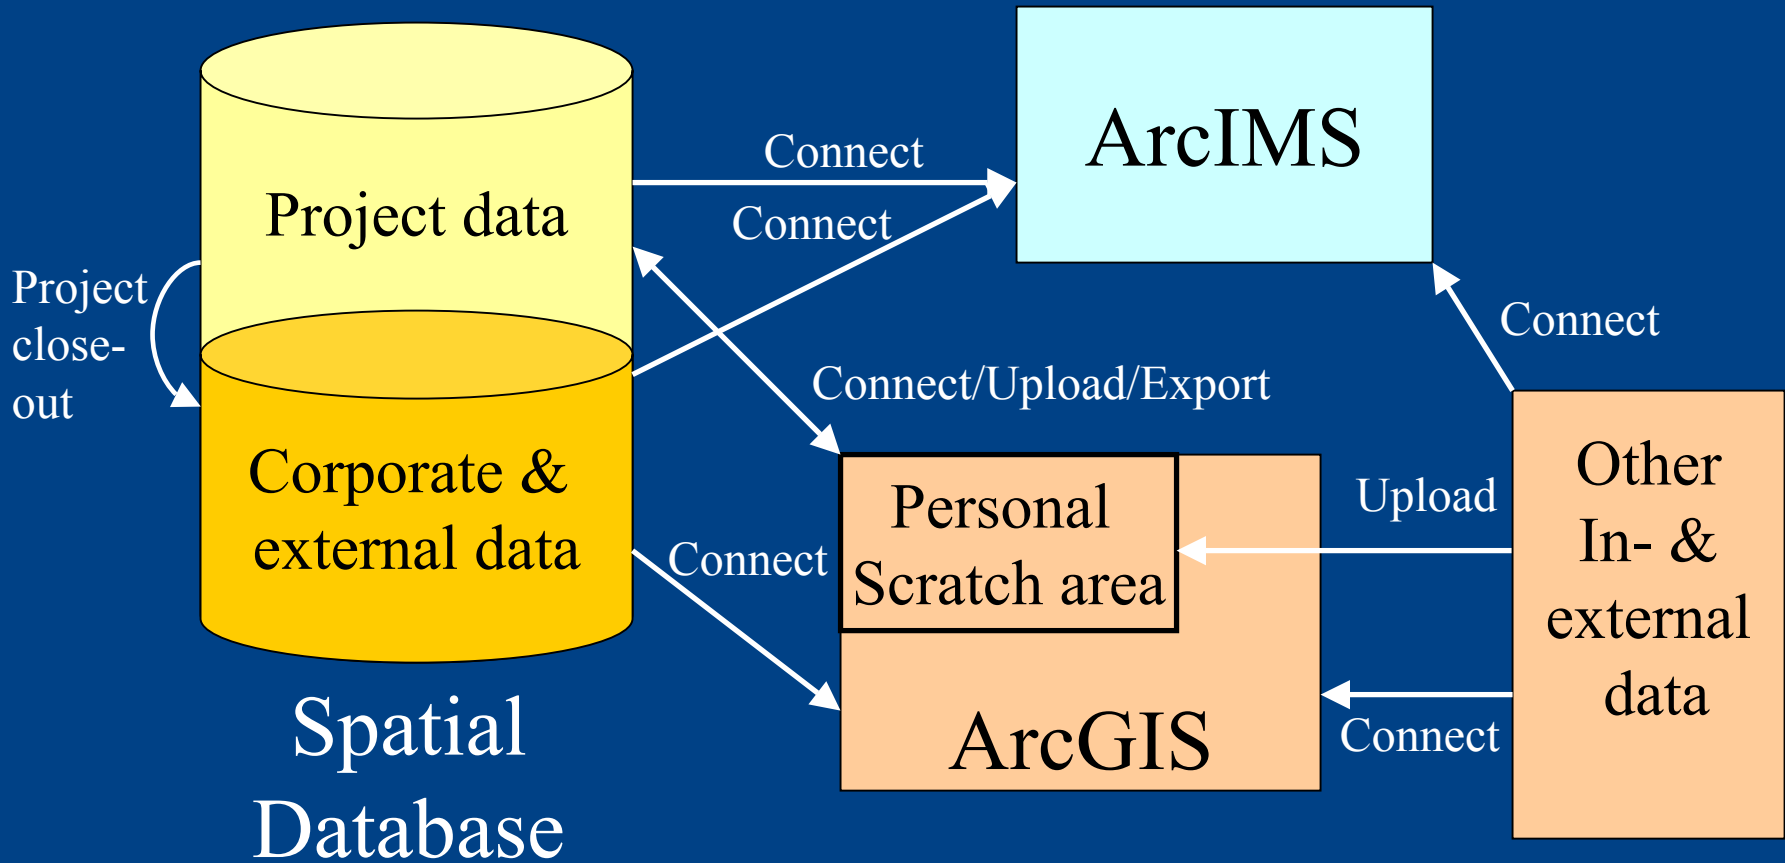 ArcIMS
Connect
Connect
Project data
Project
close-
out
Connect
Connect/Upload/Export
Corporate &
external data
Personal
Scratch area
Upload
Other
In- &
external
data
Connect
Connect
ArcGIS
Spatial
Database